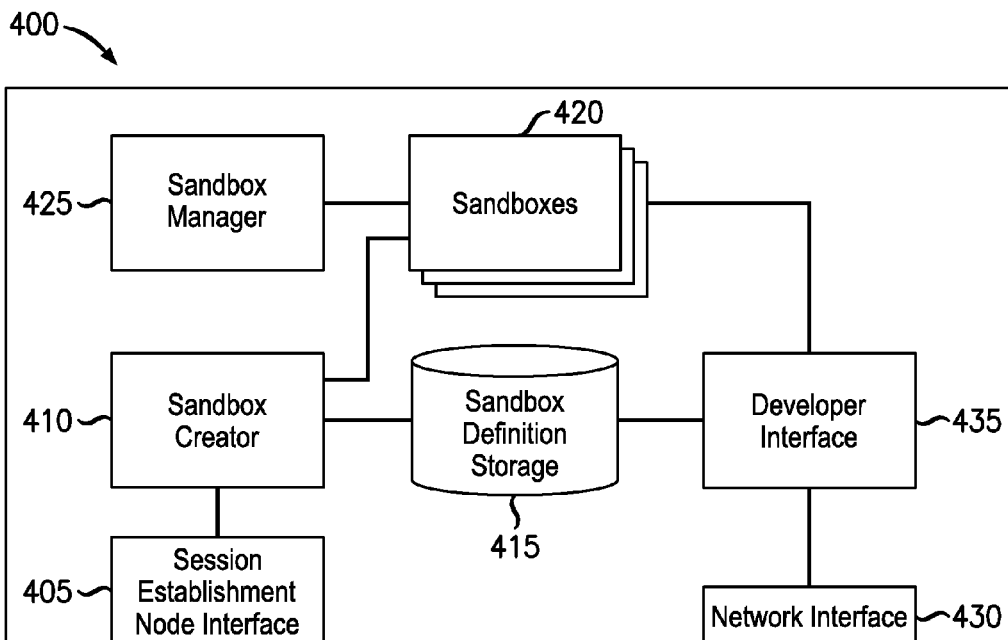 400
420
425
Sandbox
Manager
Sandboxes
410
Sandbox
Creator
Sandbox
Definition
Storage
Developer
Interface
435
415
405
Session
Establishment
Node Interface
Network Interface
430